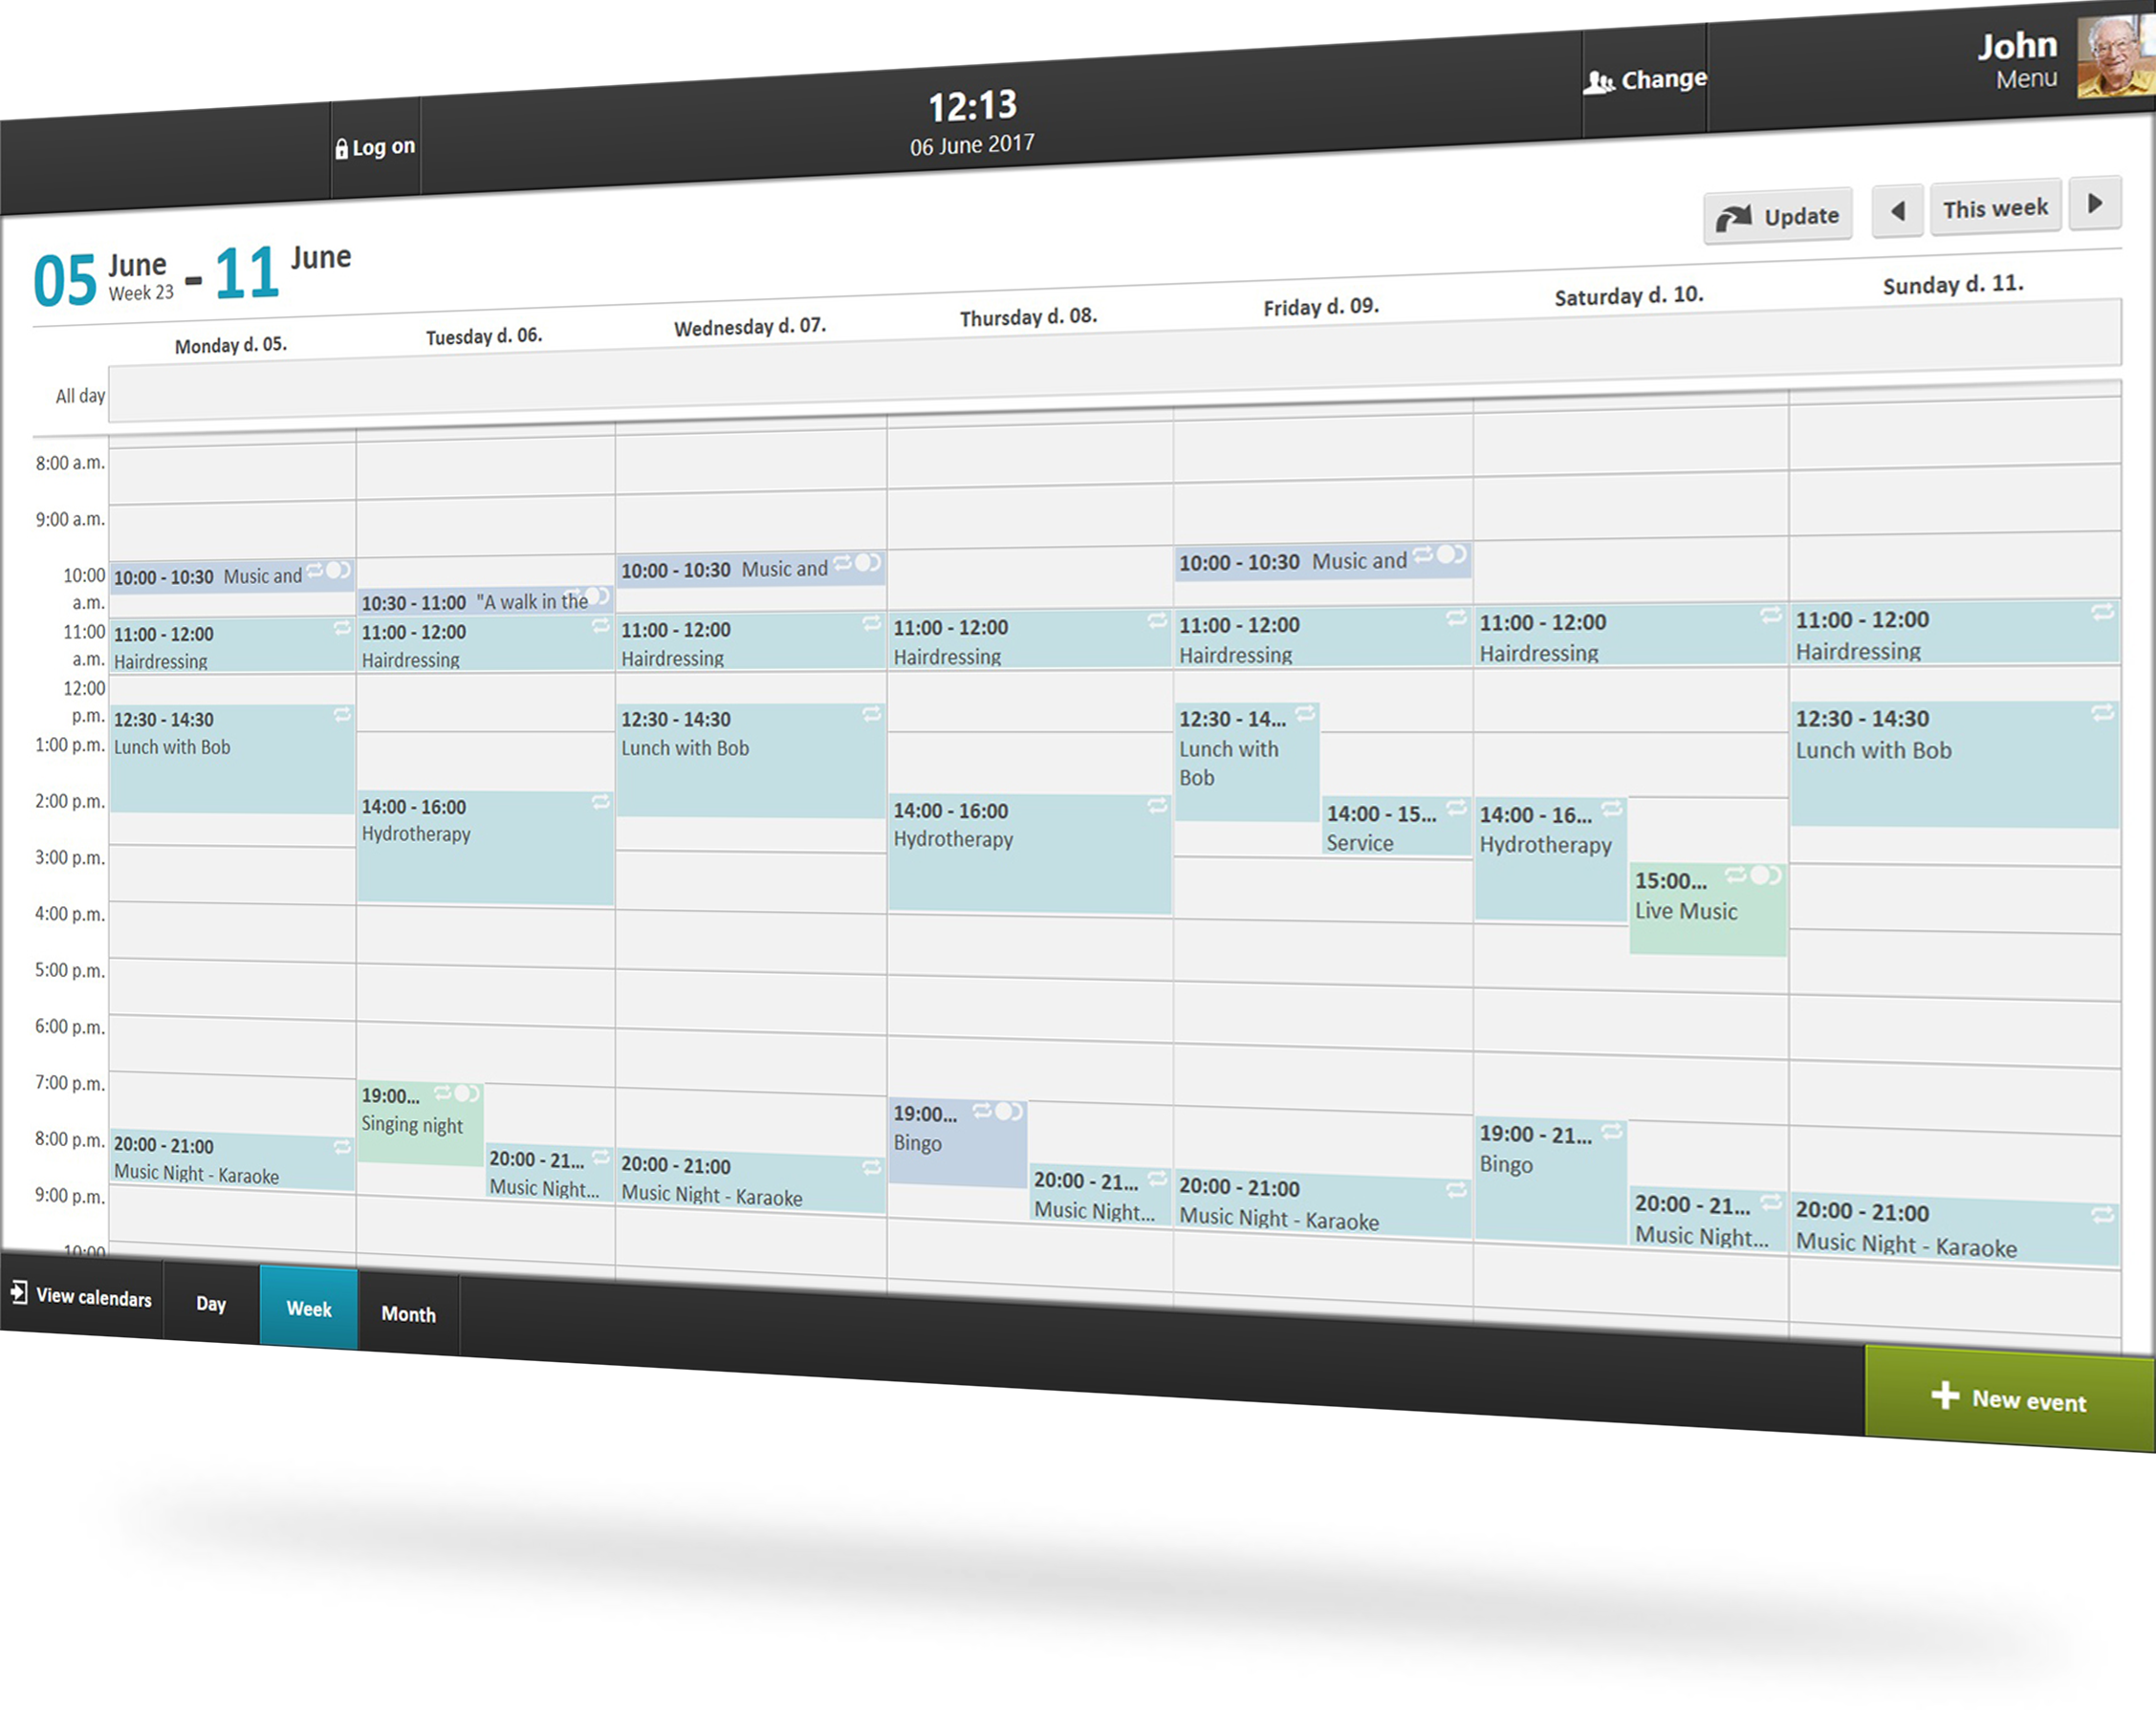 Log on
12:13
06 June 2017
Change
John
Menu
Update
This week
05 June - 11 June
Week 23
Monday d. 05.
Tuesday d. 06.
Wednesday d. 07.
Thursday d. 08.
Friday d. 09.
Saturday d. 10.
Sunday d. 11.
All day
8:00 a.m.
9:00 a.m.
10:00
a.m.
11:00
a.m.
12:00
p.m.
1:00 p.m.
2:00 p.m.
3:00 p.m.
4:00 p.m.
5:00 p.m.
6:00 p.m.
7:00 p.m.
8:00 p.m.
9:00 p.m.
10:00
10:00 - 10:30 Music and
11:00 - 12:00
Hairdressing
12:30 - 14:30
Lunch with Bob
20:00 - 21:00
Music Night - Karaoke
10:30 - 11:00 "A walk in the
11:00 - 12:00
Hairdressing
14:00 - 16:00
Hydrotherapy
19:00...
Singing night
20:00 - 21...
Music Night...
10:00 - 10:30 Music and
11:00 - 12:00
Hairdressing
12:30 - 14:30
Lunch with Bob
20:00 - 21:00
Music Night - Karaoke
11:00 - 12:00
Hairdressing
14:00 - 16:00
Hydrotherapy
19:00...
Bingo
20:00 - 21...
Music Night...
10:00 - 10:30 Music and
11:00 - 12:00
Hairdressing
12:30 - 14...
Lunch with
Bob
14:00 - 15...
Service
20:00 - 21:00
Music Night - Karaoke
11:00 - 12:00
Hairdressing
14:00 - 16...
Hydrotherapy
15:00...
Live Music
19:00 - 21...
Bingo
20:00 - 21...
Music Night...
11:00 - 12:00
Hairdressing
12:30 - 14:30
Lunch with Bob
20:00 - 21:00
Music Night - Karaoke
View calendars
Day
Week
Month
New event